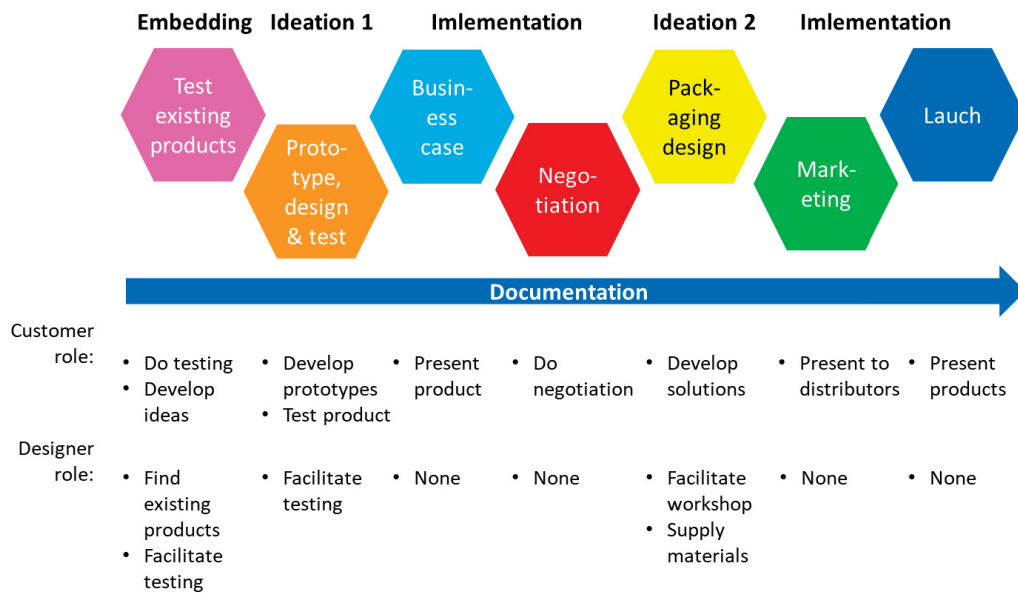 Embedding
Ideation 1
Imlementation
Ideation 2
Imlementation
Test
existing
products
Proto-
type,
design
& test
Busin-
ess
case
Nego-
tiation
Pack-
aging
design
Mark-
eting
Lauch
Documentation
Customer
role:
• Do testing
• Develop
ideas
• Develop
prototypes
• Test product
• Present
product
• Do
negotiation
• Develop
solutions
• Present to
distributors
• Present
products
Designer
role:
• Find
existing
products
• Facilitate
testing
• Facilitate
testing
• None
• None
• Facilitate
workshop
• Supply
materials
• None
• None